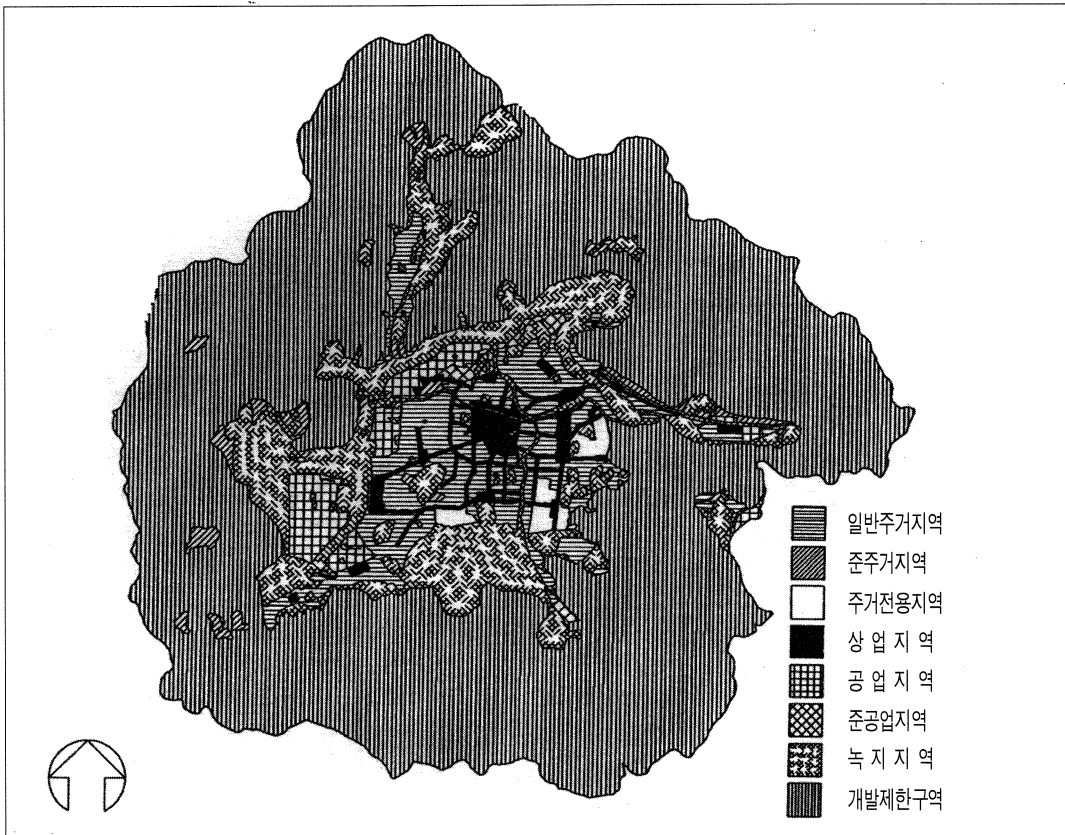 일반주거지역
준주거지역
주거전용지역
상 업 지 역
공 업 지 역
준공업지역
녹 지 지 역
개발제한구역